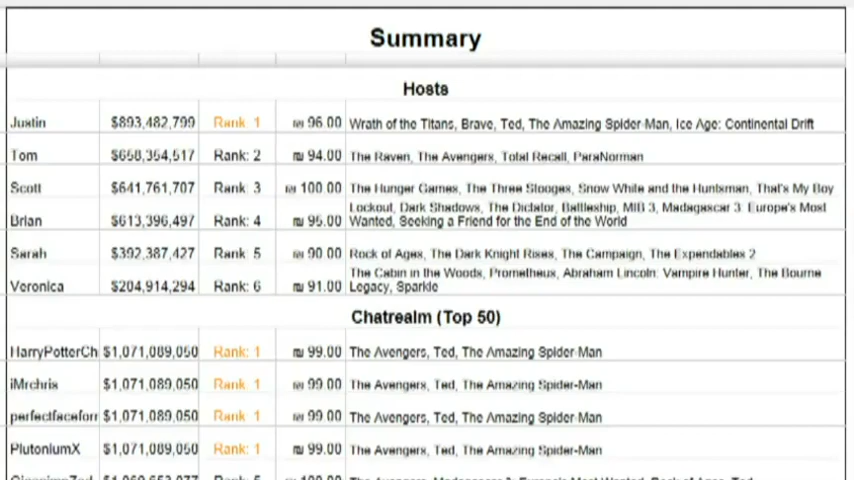 Summary
Hosts
Justin $893,482,799 Rank: 1 ₪ 96.00 Wrath of the Titans, Brave, Ted, The Amazing Spider-Man, Ice Age: Continental Drift
Tom $658,354,517 Rank: 2 ₪ 94.00 The Raven, The Avengers, Total Recall, ParaNorman
Scott $641,761,707 Rank: 3 ₪ 100.00 The Hunger Games, The Three Stooges, Snow White and the Huntsman, That's My Boy
Brian $613,396,497 Rank: 4 ₪ 95.00 Lockout, Dark Shadows, The Dictator, Battleship, MIB 3, Madagascar 3: Europe's Most
Wanted, Seeking a Friend for the End of the World
Sarah $392,387,427 Rank: 5 ₪ 90.00 Rock of Ages, The Dark Knight Rises, The Campaign, The Expendables 2
Veronica $204,914,294 Rank: 6 ₪ 91.00 The Cabin in the Woods, Prometheus, Abraham Lincoln: Vampire Hunter, The Bourne
Legacy, Sparkle
Chatrealm (Top 50)
HarryPotterCh $1,071,089,050 Rank: 1 ₪ 99.00 The Avengers, Ted, The Amazing Spider-Man
iMrchris $1,071,089,050 Rank: 1 ₪ 99.00 The Avengers, Ted, The Amazing Spider-Man
perfectfaceforr $1,071,089,050 Rank: 1 ₪ 99.00 The Avengers, Ted, The Amazing Spider-Man
PlutoniumX $1,071,089,050 Rank: 1 ₪ 99.00 The Avengers, Ted, The Amazing Spider-Man